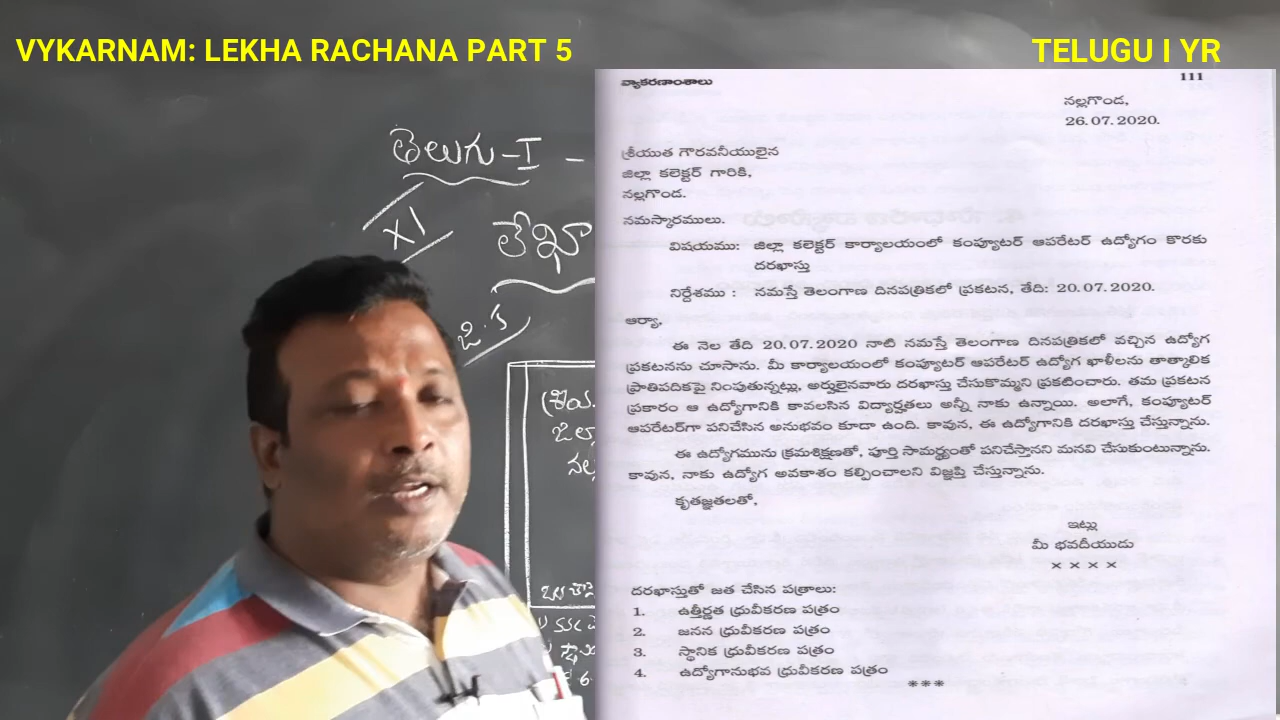 VYKARNAM: LEKHA RACHANA PART 5
TELUGU I YR
తెలుగు - I -
XI
లేఖా
జి. క
జిల్లా
వ్యాకరణాంశాలు 111
నల్లగొండ,
26.07.2020.
శ్రీయుత గౌరవనీయులైన
జిల్లా కలెక్టర్ గారికి,
నల్లగొండ.
నమస్కారములు.
విషయము: జిల్లా కలెక్టర్ కార్యాలయంలో కంప్యూటర్ ఆపరేటర్ ఉద్యోగం కొరకు
దరఖాస్తు
నిర్దేశము : నమస్తే తెలంగాణ దినపత్రికలో ప్రకటన, తేది: 20.07.2020.
ఆర్యా,
ఈ నెల తేది 20.07.2020 నాటి నమస్తే తెలంగాణ దినపత్రికలో వచ్చిన ఉద్యోగ
ప్రకటనను చూసాను. మీ కార్యాలయంలో కంప్యూటర్ ఆపరేటర్ ఉద్యోగ ఖాళీలను తాత్కాలిక
ప్రాతిపదికపై నింపుతున్నట్లు, అర్హులైనవారు దరఖాస్తు చేసుకొమ్మని ప్రకటించారు. తమ ప్రకటన
ప్రకారం ఆ ఉద్యోగానికి కావలసిన విద్యార్హతలు అన్నీ నాకు ఉన్నాయి. అలాగే, కంప్యూటర్
ఆపరేటర్‌గా పనిచేసిన అనుభవం కూడా ఉంది. కావున, ఈ ఉద్యోగానికి దరఖాస్తు చేస్తున్నాను.
ఈ ఉద్యోగమును క్రమశిక్షణతో, పూర్తి సామర్థ్యంతో పనిచేస్తానని మనవి చేసుకుంటున్నాను.
కావున, నాకు ఉద్యోగ అవకాశం కల్పించాలని విజ్ఞప్తి చేస్తున్నాను.
కృతజ్ఞతలతో,
ఇట్లు
మీ భవదీయుడు
× × × ×
దరఖాస్తుతో జత చేసిన పత్రాలు:
1. ఉత్తీర్ణత ధ్రువీకరణ పత్రం
2. జనన ధ్రువీకరణ పత్రం
3. స్థానిక ధ్రువీకరణ పత్రం
4. ఉద్యోగానుభవ ధ్రువీకరణ పత్రం
***